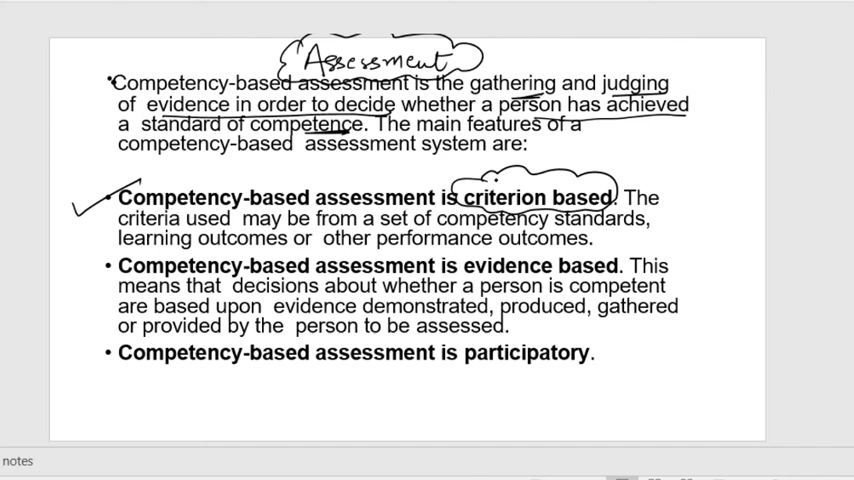 Assessment
•Competency-based assessment is the gathering and judging
of evidence in order to decide whether a person has achieved
a standard of competence. The main features of a
competency-based assessment system are:
• Competency-based assessment is criterion based. The
criteria used may be from a set of competency standards,
learning outcomes or other performance outcomes.
• Competency-based assessment is evidence based. This
means that decisions about whether a person is competent
are based upon evidence demonstrated, produced, gathered
or provided by the person to be assessed.
• Competency-based assessment is participatory.
notes